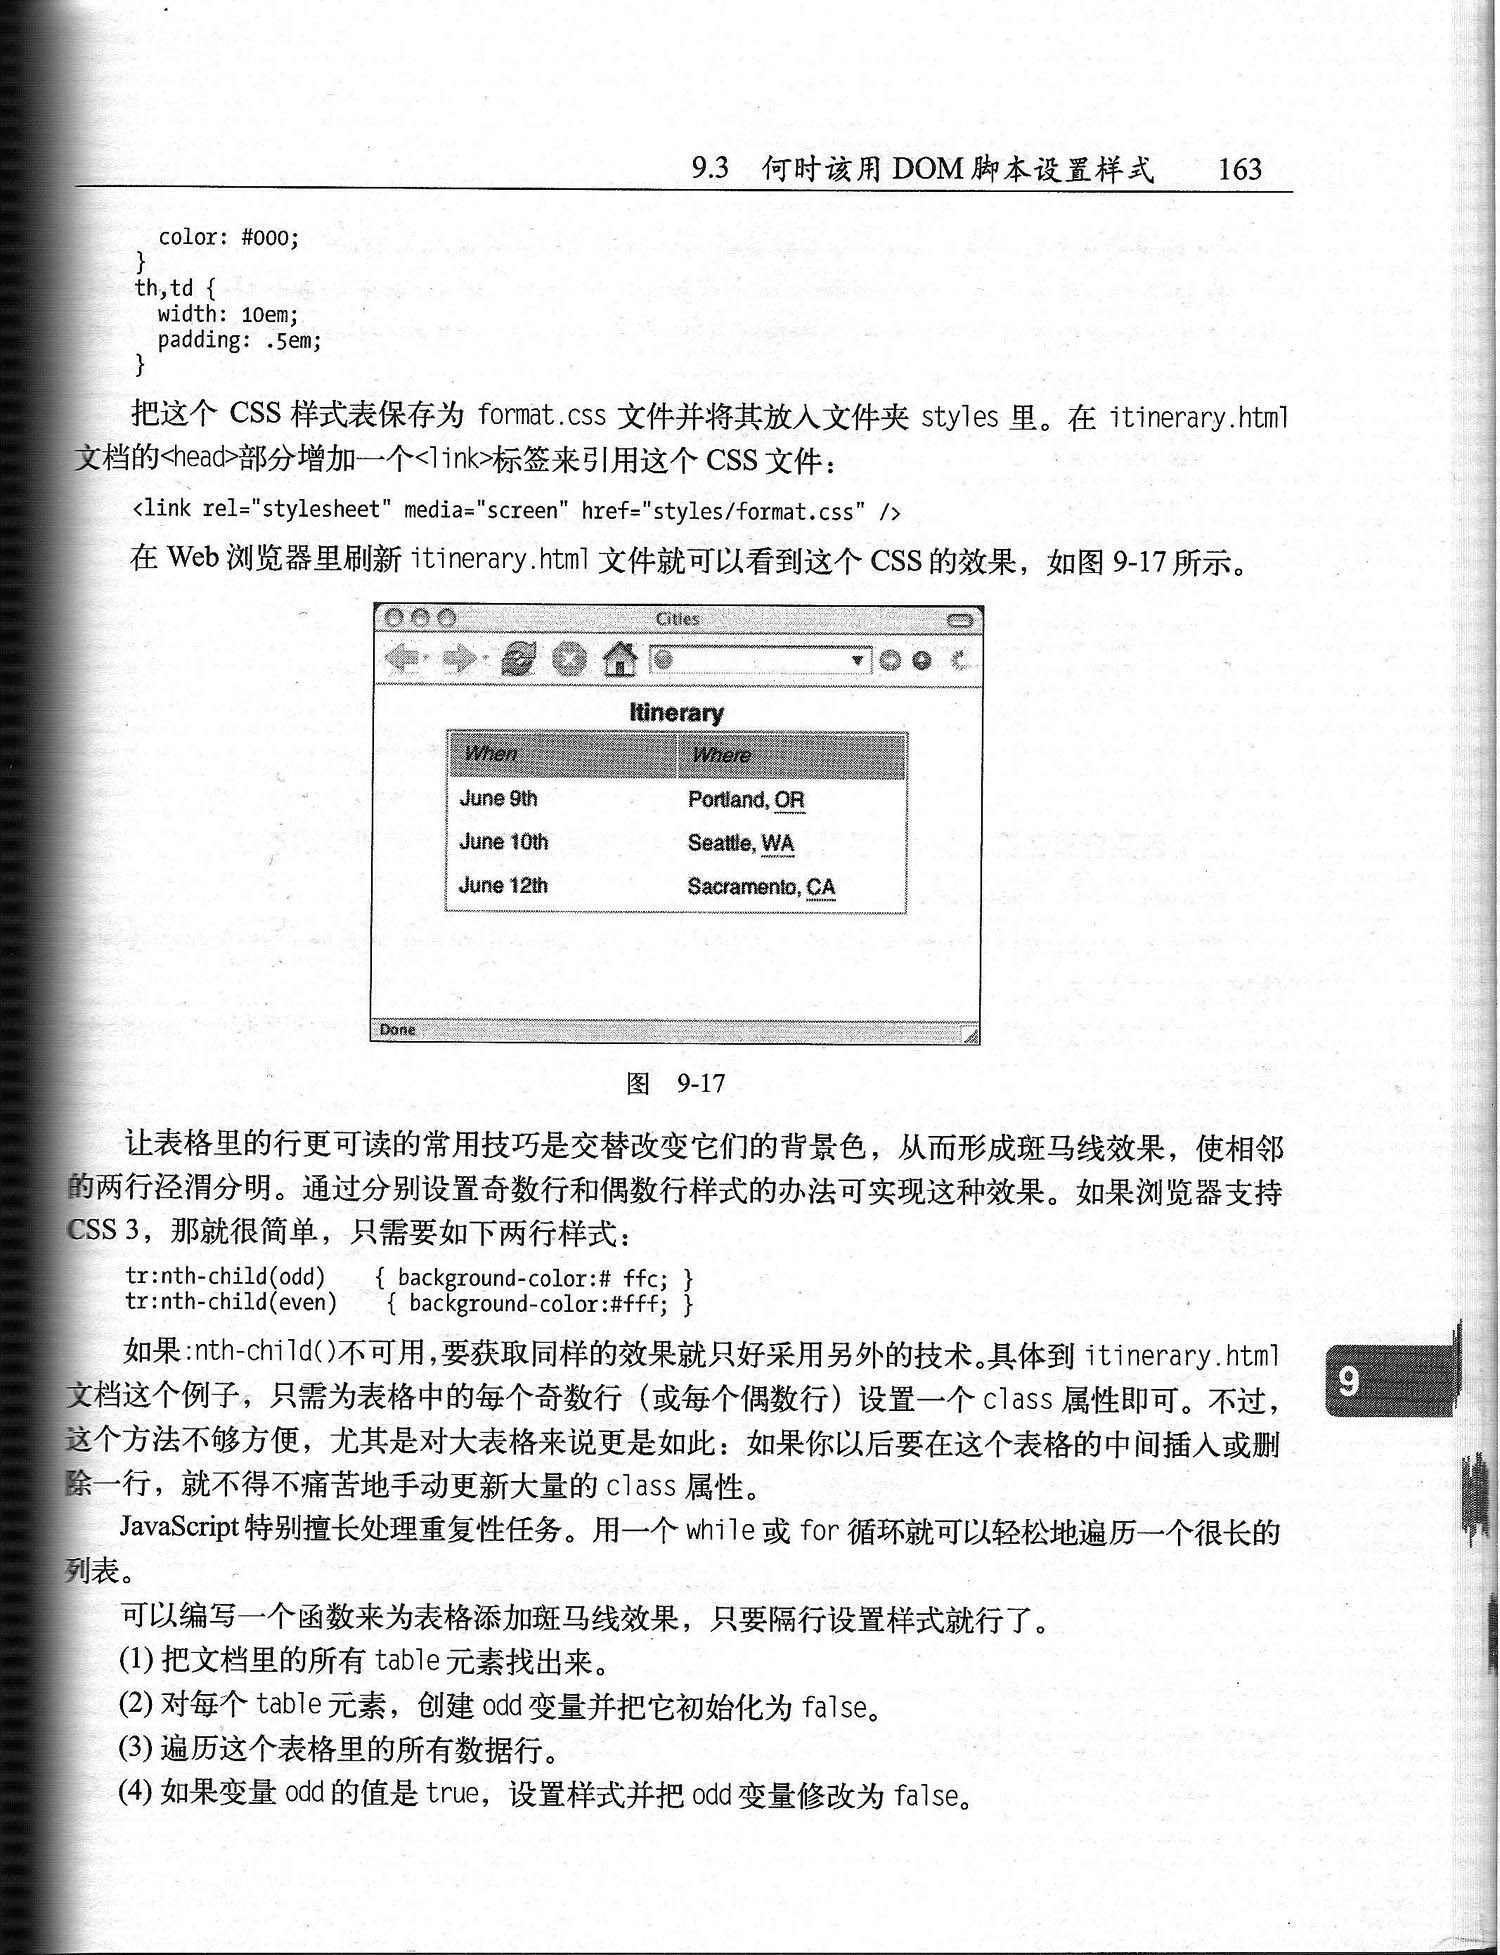 9.3 何时该用 DOM 脚本设置样式 163
color: #000;
}
th,td {
width: 10em;
padding: .5em;
}
把这个 CSS 样式表保存为 format.css 文件并将其放入文件夹 styles 里。在 itinerary.html
文档的<head>部分增加一个<link>标签来引用这个 CSS 文件：
<link rel="stylesheet" media="screen" href="styles/format.css" />
在 Web 浏览器里刷新 itinerary.html 文件就可以看到这个 CSS 的效果，如图 9-17 所示。
Cities
Itinerary
When Where
June 9th Portland, OR
June 10th Seattle, WA
June 12th Sacramento, CA
Done
图 9-17
让表格里的行更可读的常用技巧是交替改变它们的背景色，从而形成斑马线效果，使相邻
的两行泾渭分明。通过分别设置奇数行和偶数行样式的办法可实现这种效果。如果浏览器支持
CSS 3，那就很简单，只需要如下两行样式：
tr:nth-child(odd) { background-color:# ffc; }
tr:nth-child(even) { background-color:#fff; }
如果:nth-child()不可用，要获取同样的效果就只好采用另外的技术。具体到 itinerary.html
文档这个例子，只需为表格中的每个奇数行（或每个偶数行）设置一个 class 属性即可。不过，
这个方法不够方便，尤其是对大表格来说更是如此：如果你以后要在这个表格的中间插入或删
除一行，就不得不痛苦地手动更新大量的 class 属性。
JavaScript 特别擅长处理重复性任务。用一个 while 或 for 循环就可以轻松地遍历一个很长的
列表。
9
可以编写一个函数来为表格添加斑马线效果，只要隔行设置样式就行了。
(1) 把文档里的所有 table 元素找出来。
(2) 对每个 table 元素，创建 odd 变量并把它初始化为 false。
(3) 遍历这个表格里的所有数据行。
(4) 如果变量 odd 的值是 true，设置样式并把 odd 变量修改为 false。